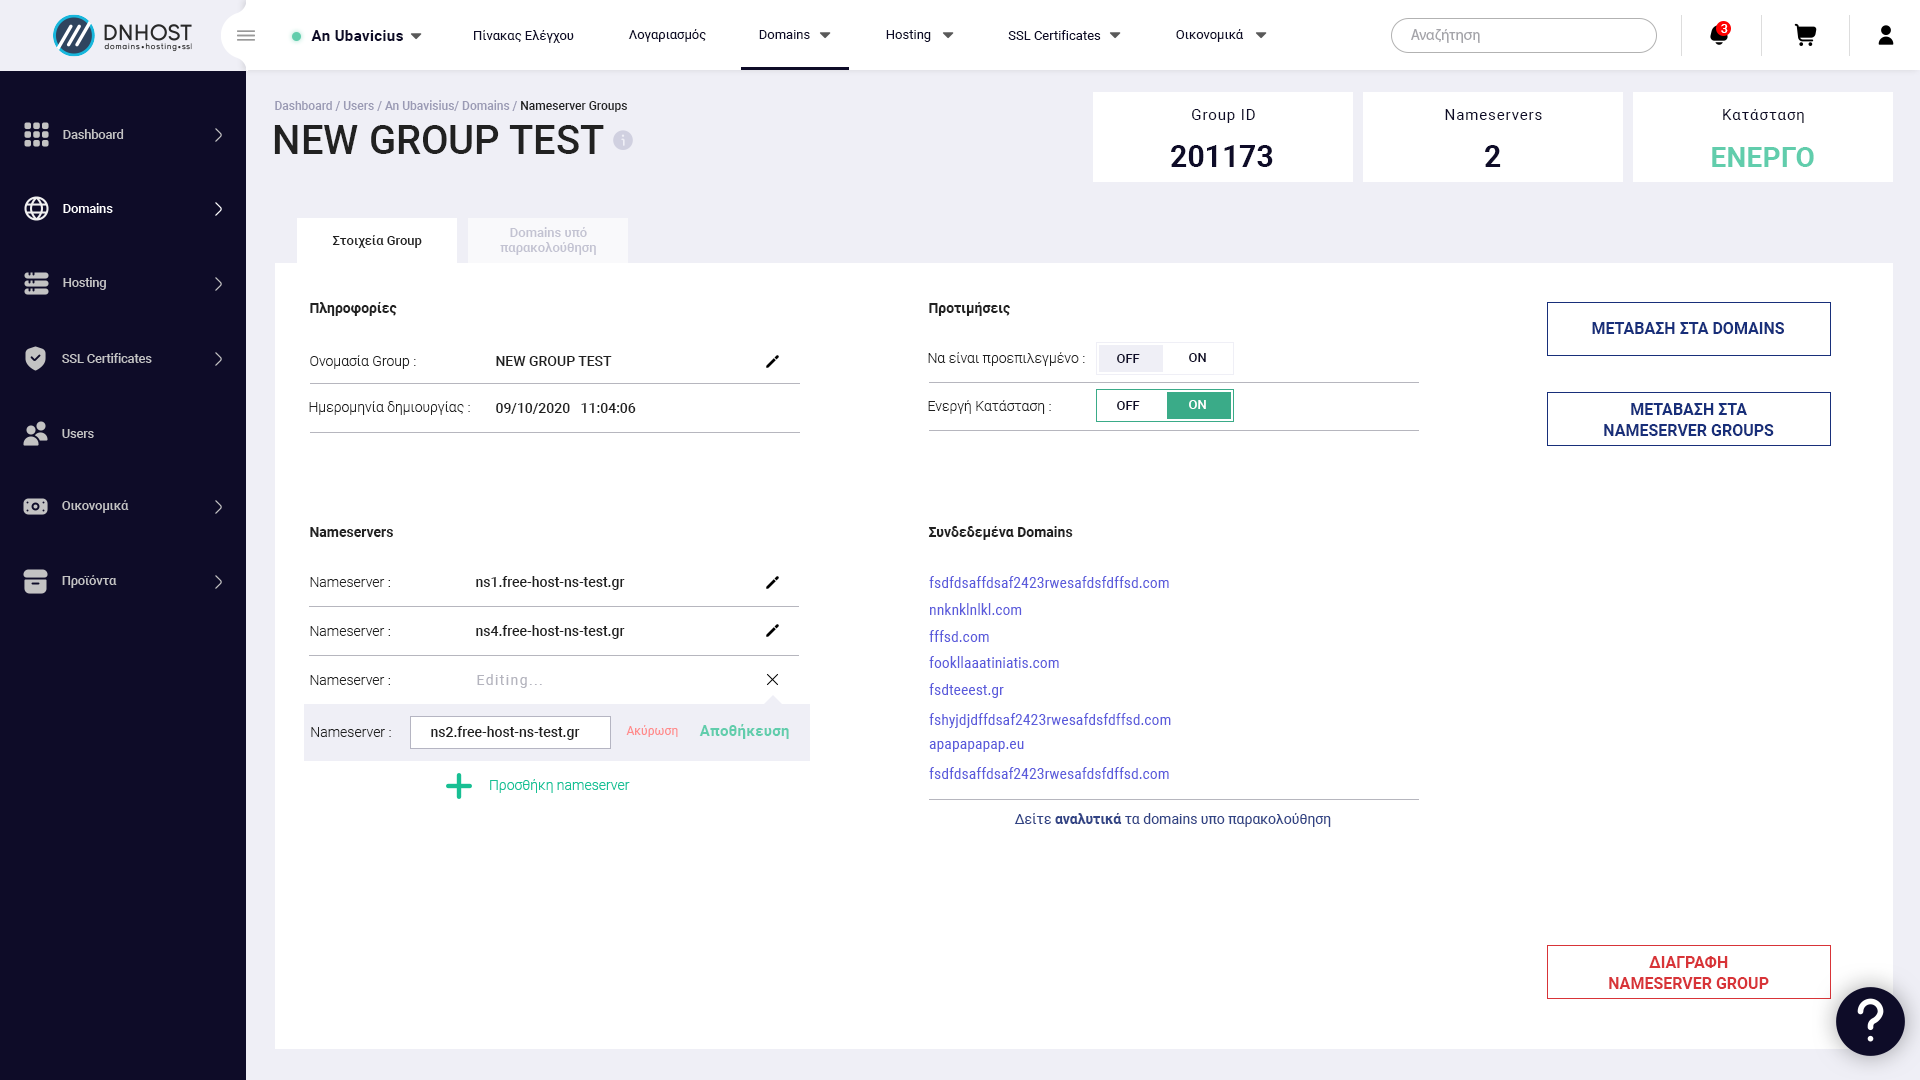 DNHOST
domains•hosting•ssl
An Ubavicius
Πίνακας Ελέγχου
Λογαριασμός
Domains
Hosting
SSL Certificates
Οικονομικά
Αναζήτηση
3
Dashboard
Domains
Hosting
SSL Certificates
Users
Οικονομικά
Προϊόντα
Dashboard / Users / An Ubavisius/ Domains / Nameserver Groups
NEW GROUP TEST
i
Group ID
201173
Nameservers
2
Κατάσταση
ΕΝΕΡΓΟ
Στοιχεία Group
Domains υπό
παρακολούθηση
Πληροφορίες
Ονομασία Group :
NEW GROUP TEST
Ημερομηνία δημιουργίας :
09/10/2020 11:04:06
Προτιμήσεις
Να είναι προεπιλεγμένο :
OFF
ON
Ενεργή Κατάσταση :
OFF
ON
ΜΕΤΑΒΑΣΗ ΣΤΑ DOMAINS
ΜΕΤΑΒΑΣΗ ΣΤΑ
NAMESERVER GROUPS
Nameservers
Nameserver :
ns1.free-host-ns-test.gr
Nameserver :
ns4.free-host-ns-test.gr
Nameserver :
Editing...
Nameserver :
ns2.free-host-ns-test.gr
Ακύρωση
Αποθήκευση
Προσθήκη nameserver
Συνδεδεμένα Domains
fsdfdsaffdsaf2423rwesafdsfdffsd.com
nnknklnlkl.com
fffsd.com
fookllaaatiniatis.com
fsdteeest.gr
fshyjdjdffdsaf2423rwesafdsfdffsd.com
apapapapap.eu
fsdfdsaffdsaf2423rwesafdsfdffsd.com
Δείτε αναλυτικά τα domains υπο παρακολούθηση
ΔΙΑΓΡΑΦΗ
NAMESERVER GROUP
?